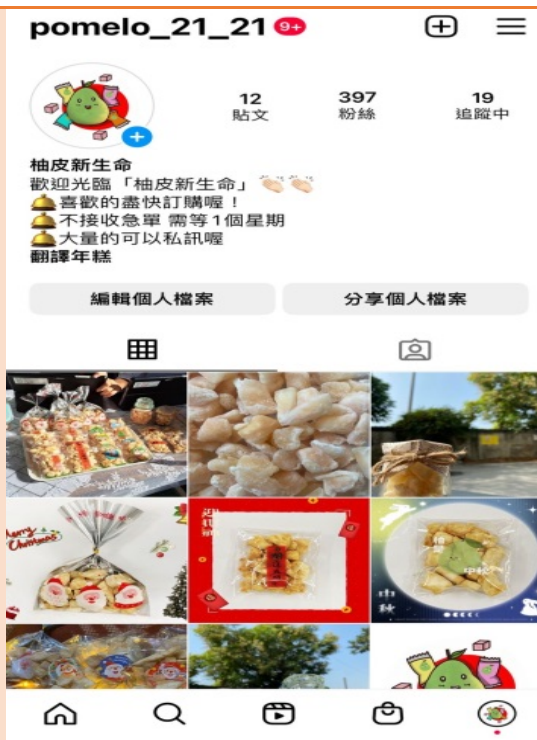 pomelo_21_21 9+
12
貼文
397
粉絲
19
追蹤中
柚皮新生命
歡迎光臨「柚皮新生命」👏🏻👏🏻
🛎️喜歡的盡快訂購喔！
🛎️不接收急單 需等1個星期
🛎️大量的可以私訊喔
翻譯年糕
編輯個人檔案
分享個人檔案
Merry
Christmas
中秋